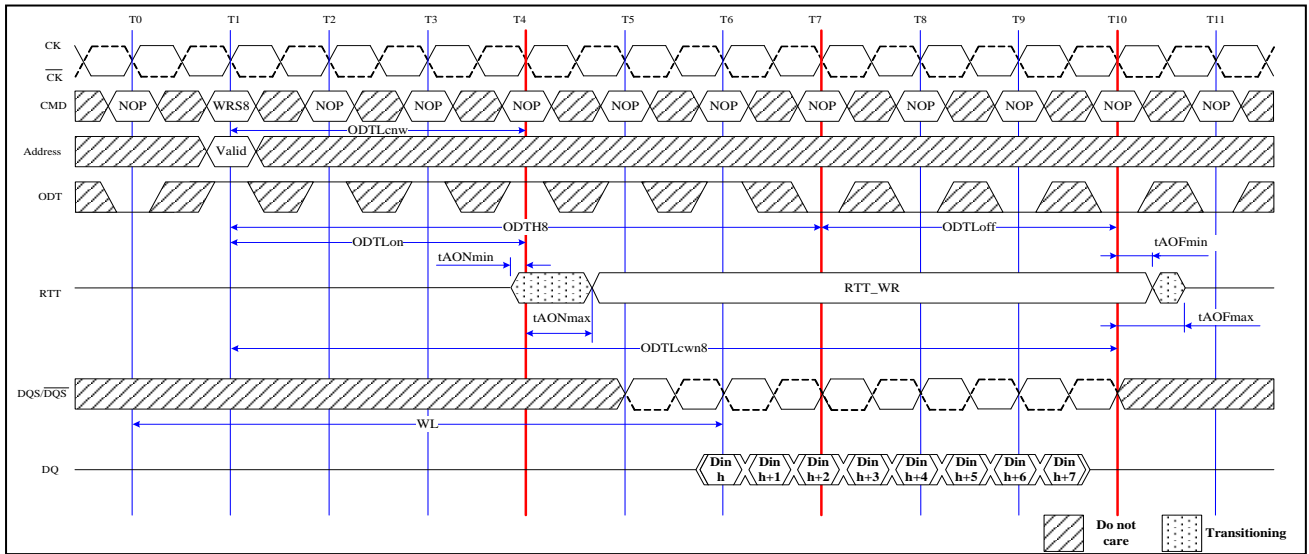 T0 T1 T2 T3 T4 T5 T6 T7 T8 T9 T10 T11
CK
CK
CMD NOP WRS8 NOP NOP NOP NOP NOP NOP NOP NOP NOP NOP
ODTLcnw
Address Valid
ODT
ODTH8 ODTLoff
ODTLon
tAONmin tAOFmin
RTT RTT_WR
tAONmax tAOFmax
ODTLcwn8
DQS/DQS
WL
DQ Din h Din h+1 Din h+2 Din h+3 Din h+4 Din h+5 Din h+6 Din h+7
Do not care Transitioning